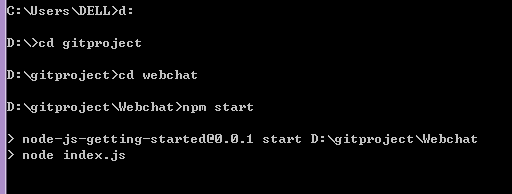 C:\Users\DELL>d:
D:\>cd gitproject
D:\gitproject>cd webchat
D:\gitproject\Webchat>npm start
> node-js-getting-started@0.0.1 start D:\gitproject\Webchat
> node index.js